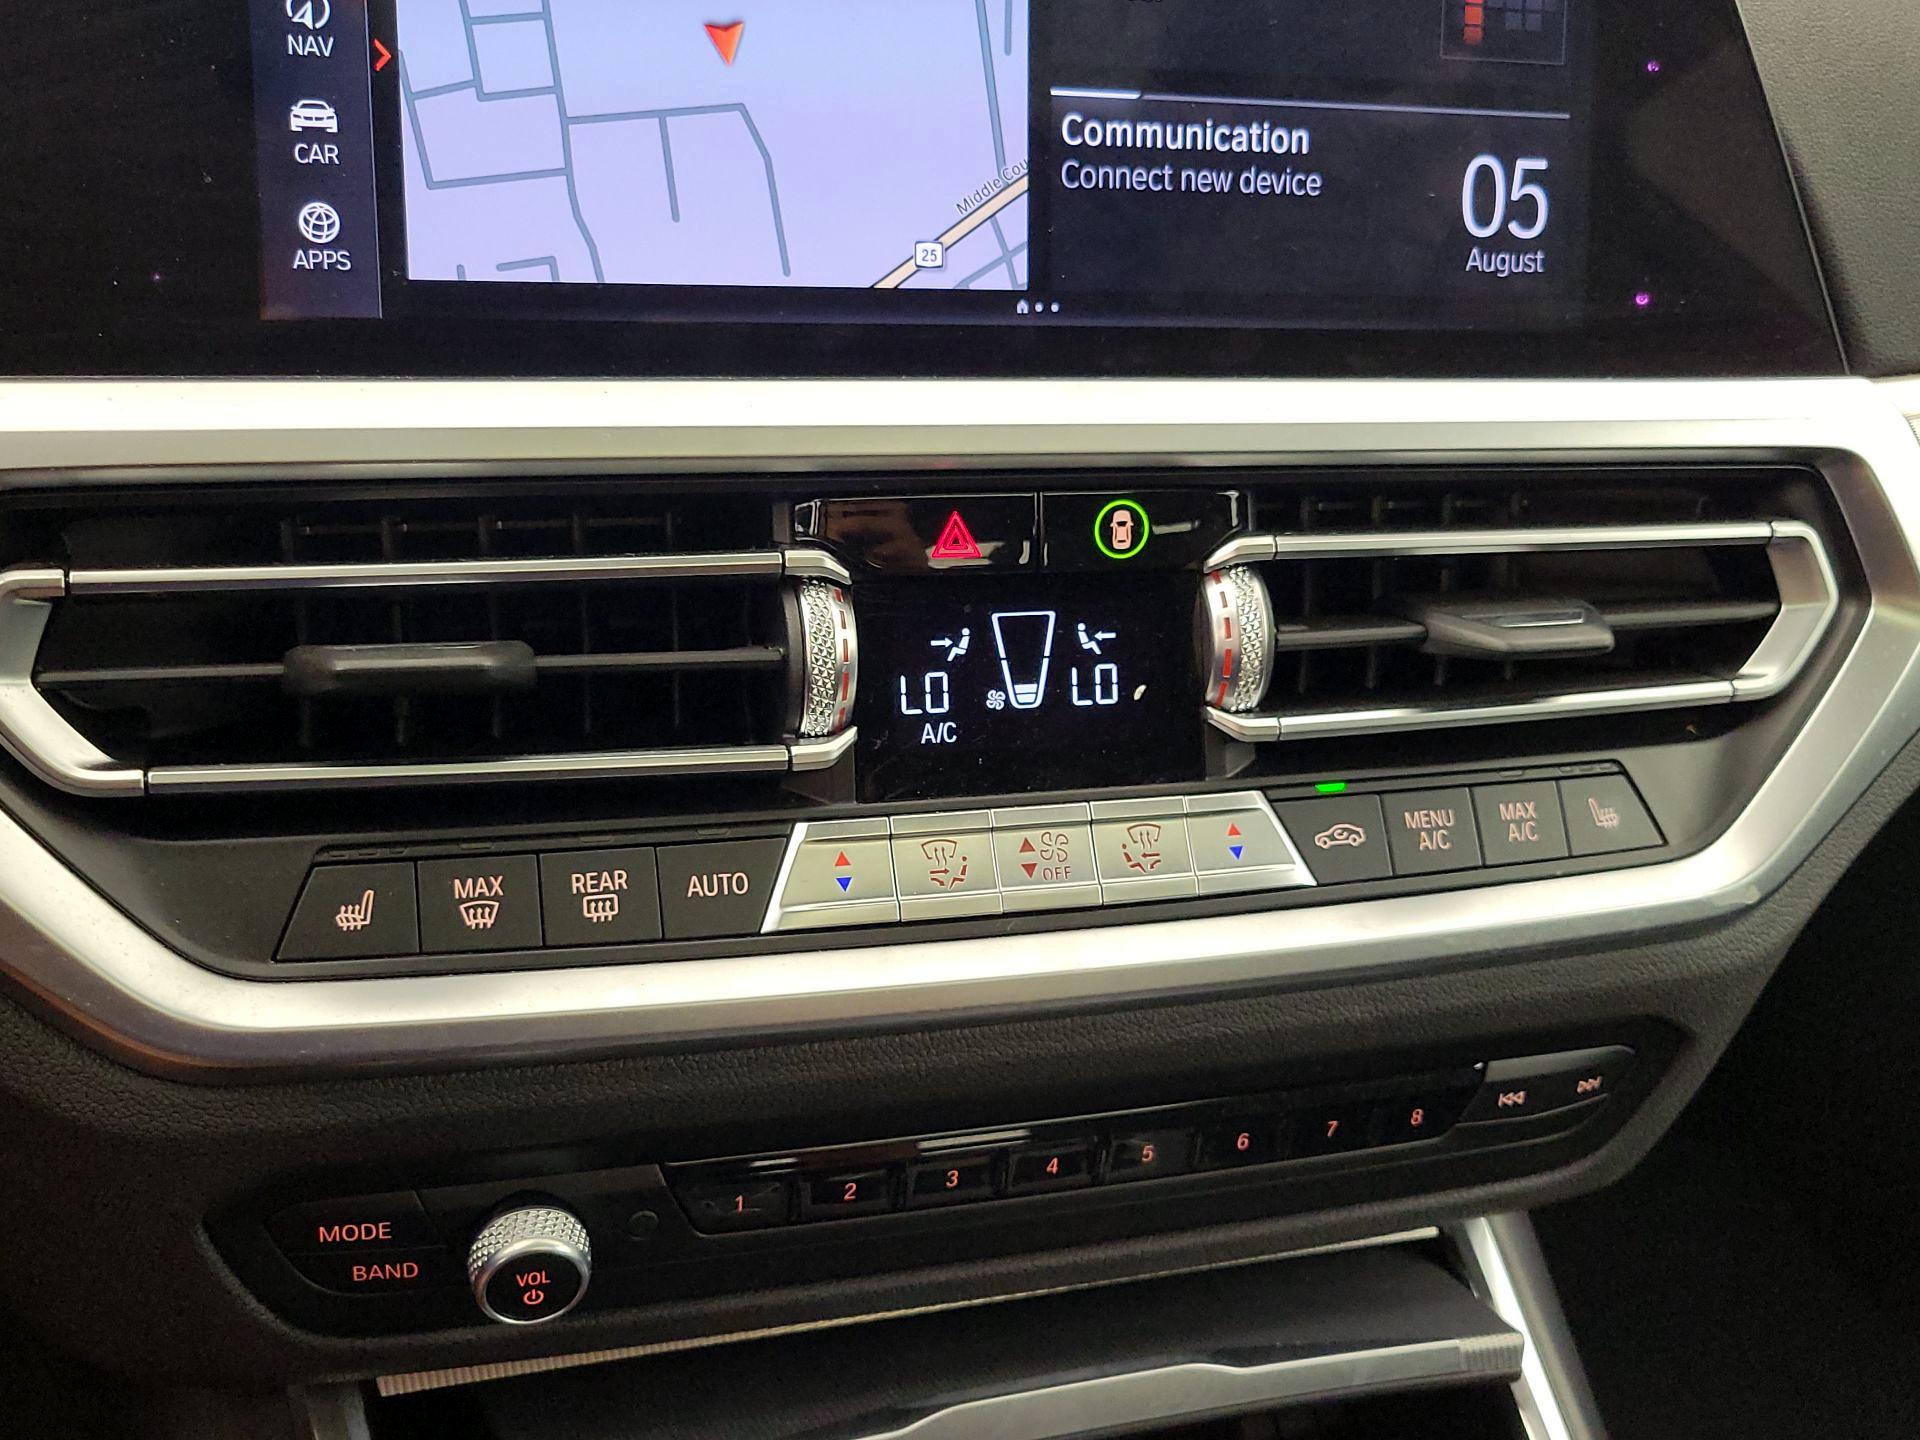 NAV
CAR
APPS
Middle Cou
25
Communication
Connect new device
05
August
LO
LO
A/C
MAX
REAR
AUTO
OFF
MENU
A/C
MAX
A/C
MODE
BAND
VOL
1 2 3 4 5 6 7 8